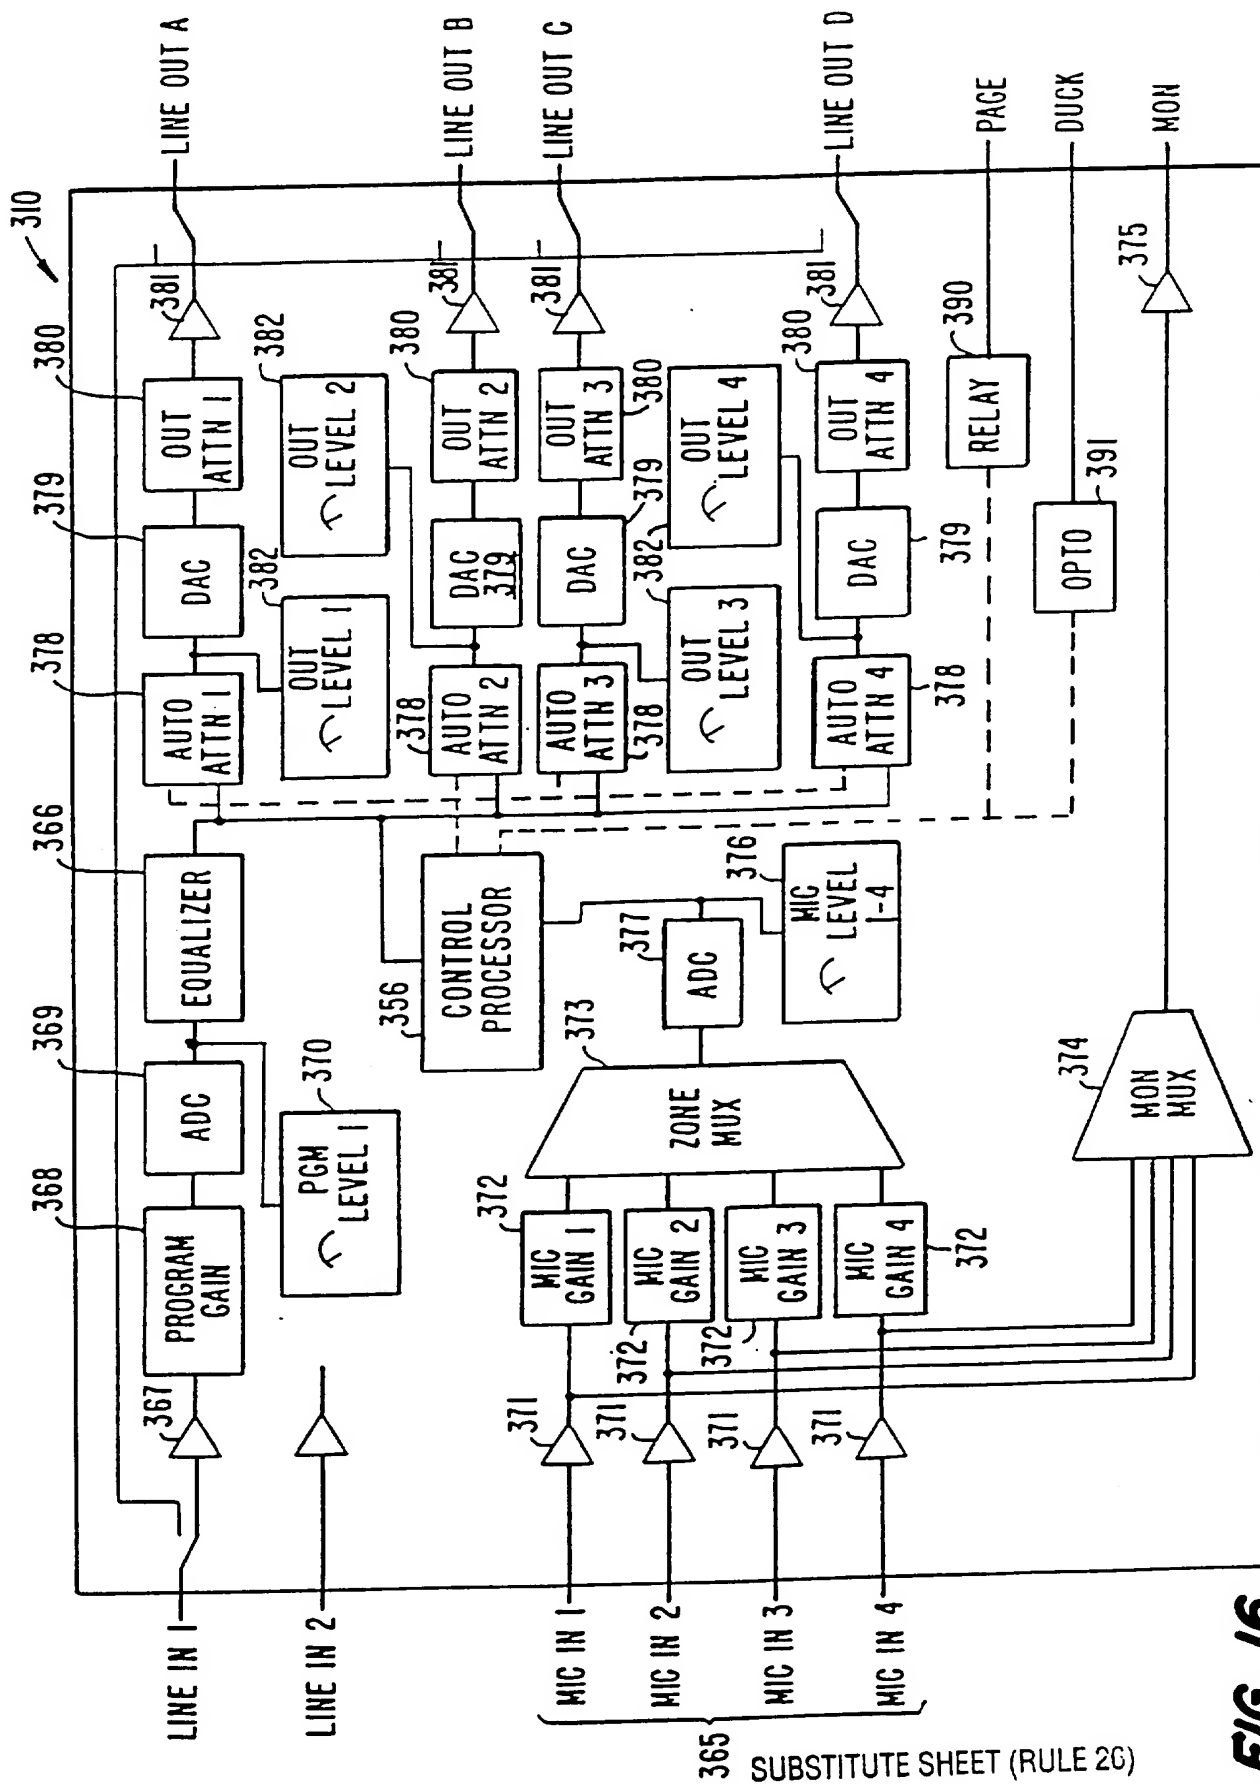 310
LINE IN 1
367
368
PROGRAM
GAIN
369
ADC
366
EQUALIZER
378
AUTO
ATTN 1
379
DAC
380
OUT
ATTN 1
381
LINE OUT A
LINE IN 2
370
PGM
LEVEL 1
382
OUT
LEVEL 1
382
OUT
LEVEL 2
356
CONTROL
PROCESSOR
378
AUTO
ATTN 2
DAC
379
380
OUT
ATTN 2
381
LINE OUT B
AUTO
ATTN 3
378
DAC
379
OUT
ATTN 3
380
381
LINE OUT C
382
OUT
LEVEL 3
OUT
LEVEL 4
AUTO
ATTN 4
378
DAC
379
380
OUT
ATTN 4
381
LINE OUT D
365
MIC IN 1
371
372
MIC
GAIN 1
MIC IN 2
371
372
MIC
GAIN 2
MIC IN 3
371
372
MIC
GAIN 3
MIC IN 4
371
MIC
GAIN 4
372
373
ZONE
MUX
377
ADC
376
MIC
LEVEL
1-4
390
RELAY
PAGE
391
OPTO
DUCK
374
MON
MUX
375
MON
SUBSTITUTE SHEET (RULE 26)